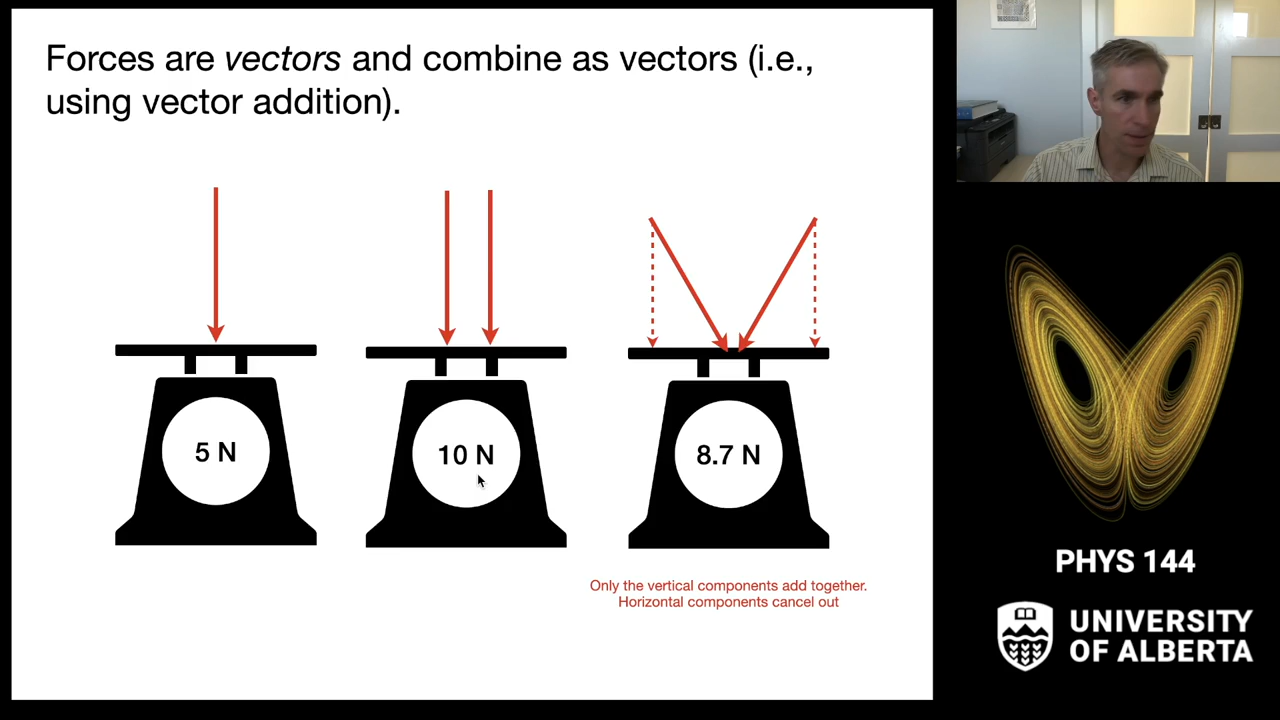 Forces are vectors and combine as vectors (i.e.,
using vector addition).
5 N
10 N
8.7 N
Only the vertical components add together.
Horizontal components cancel out
PHYS 144
UNIVERSITY
OF ALBERTA